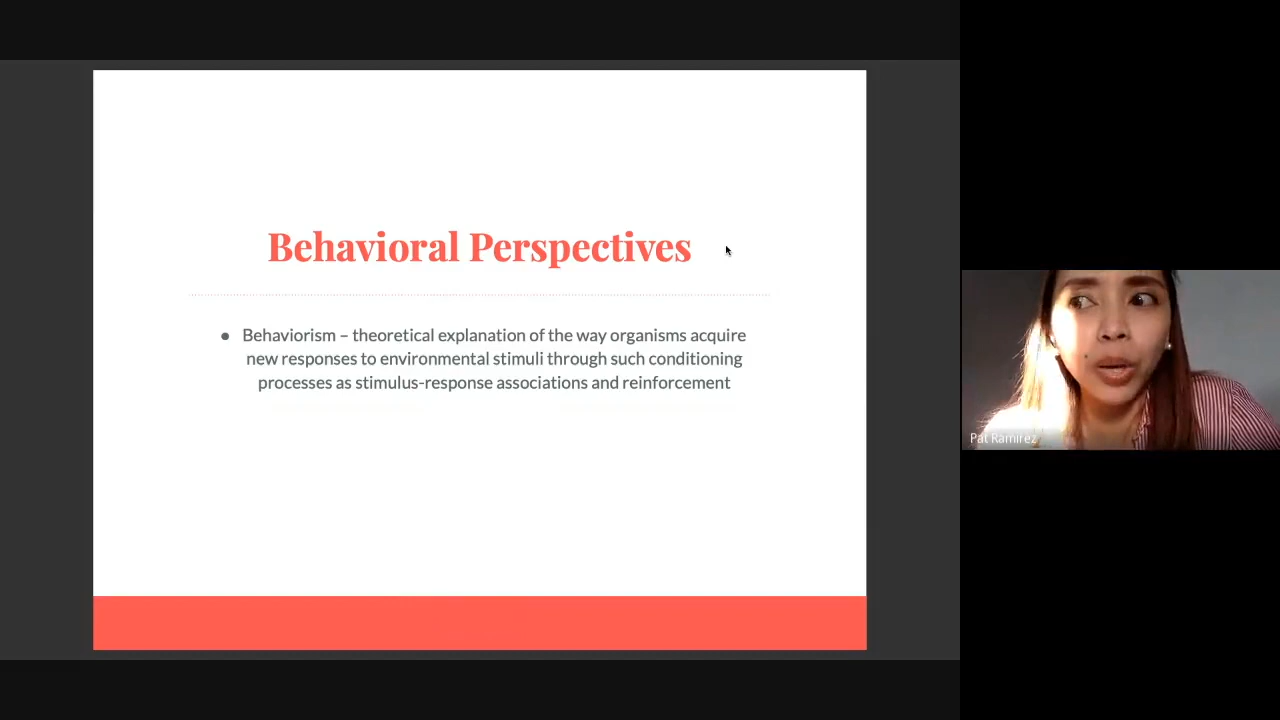 Behavioral Perspectives
● Behaviorism – theoretical explanation of the way organisms acquire
new responses to environmental stimuli through such conditioning
processes as stimulus-response associations and reinforcement
Pat Ramirez